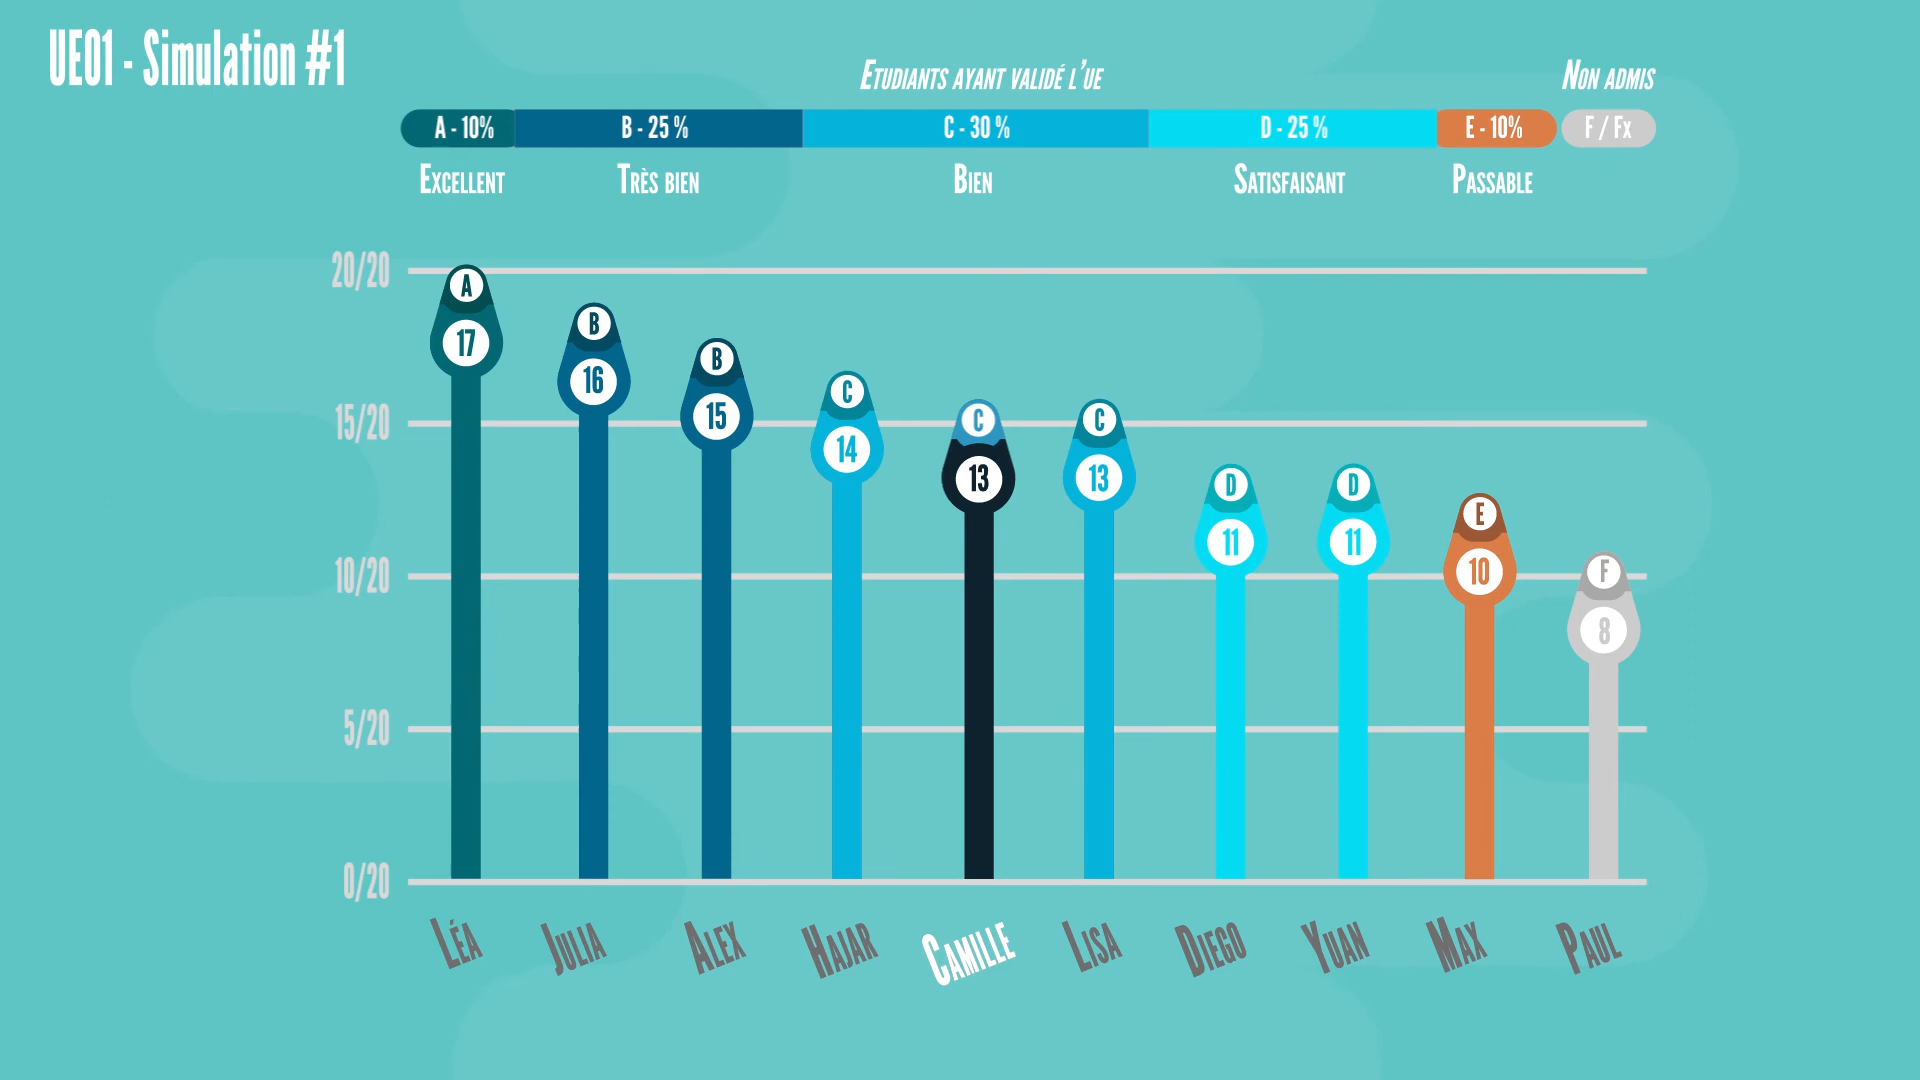 UE01 - Simulation #1
Etudiants ayant validé l'ue
Non admis
A - 10%
B - 25 %
C - 30 %
D - 25 %
E - 10%
F / Fx
Excellent
Très bien
Bien
Satisfaisant
Passable
20/20
15/20
10/20
5/20
0/20
A
17
B
16
B
15
C
14
C
13
C
13
D
11
D
11
E
10
F
8
Léa
Julia
Alex
Hajar
Camille
Lisa
Diego
Yuan
Max
Paul